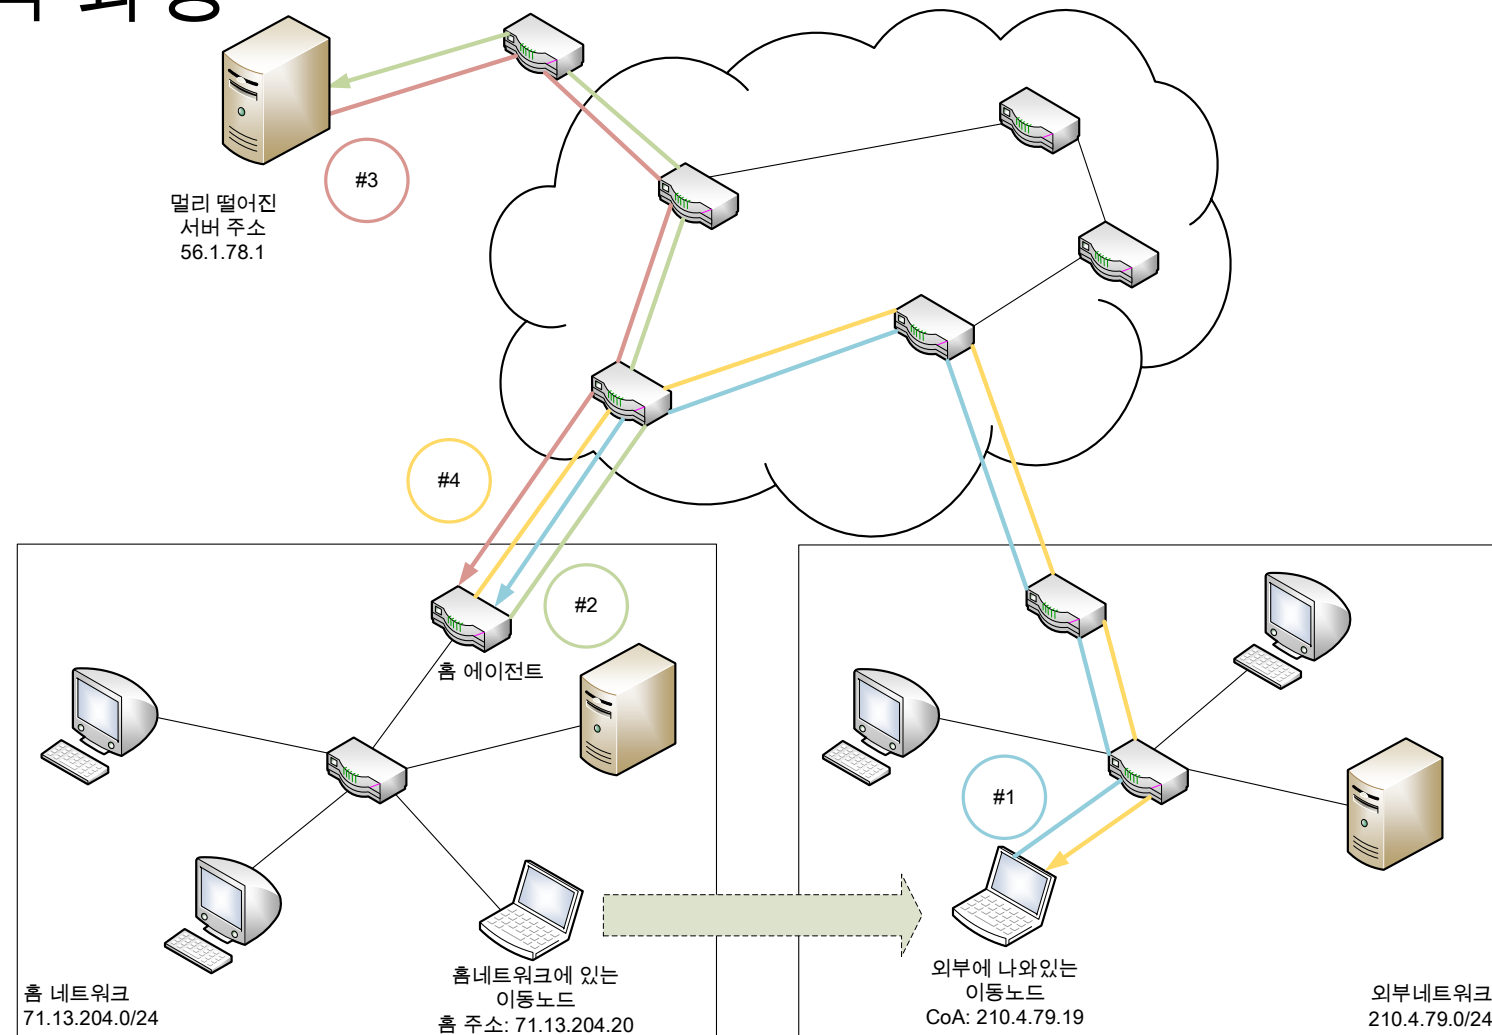 #3
멀리 떨어진
서버 주소
56.1.78.1
#4
#2
홈 에이전트
#1
홈 네트워크
71.13.204.0/24
홈네트워크에 있는
이동노드
홈 주소: 71.13.204.20
외부에 나와있는
이동노드
CoA: 210.4.79.19
외부네트워크
210.4.79.0/24